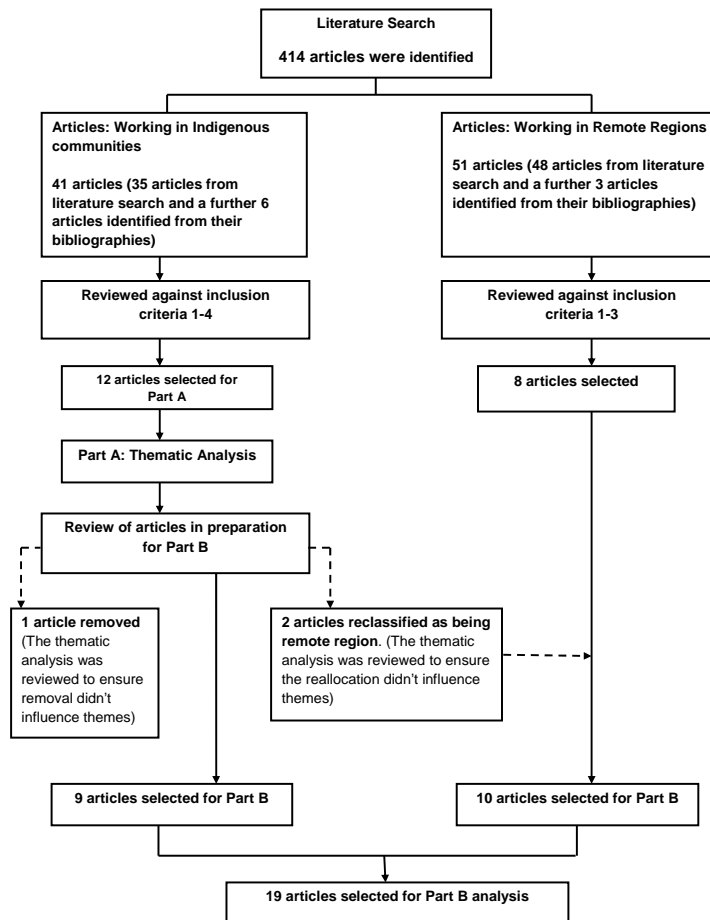 Literature Search
414 articles were identified
Articles: Working in Indigenous
communities
41 articles (35 articles from
literature search and a further 6
articles identified from their
bibliographies)
Articles: Working in Remote Regions
51 articles (48 articles from literature
search and a further 3 articles
identified from their bibliographies)
Reviewed against inclusion
criteria 1-4
Reviewed against inclusion
criteria 1-3
12 articles selected for
Part A
8 articles selected
Part A: Thematic Analysis
Review of articles in preparation
for Part B
1 article removed
(The thematic
analysis was
reviewed to ensure
removal didn't
influence themes)
2 articles reclassified as being
remote region. (The thematic
analysis was reviewed to ensure
the reallocation didn't influence
themes)
9 articles selected for Part B
10 articles selected for Part B
19 articles selected for Part B analysis